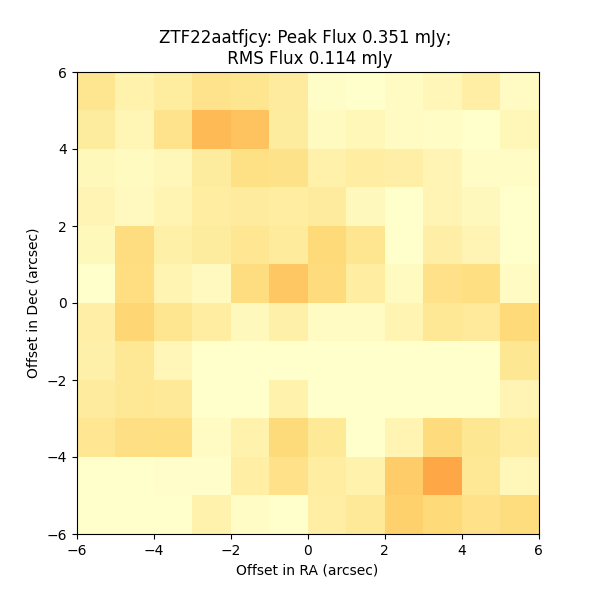 ZTF22aatfjcy: Peak Flux 0.351 mJy;
RMS Flux 0.114 mJy
6
4
2
0
−2
−4
−6
Offset in Dec (arcsec)
−6 −4 −2 0 2 4 6
Offset in RA (arcsec)